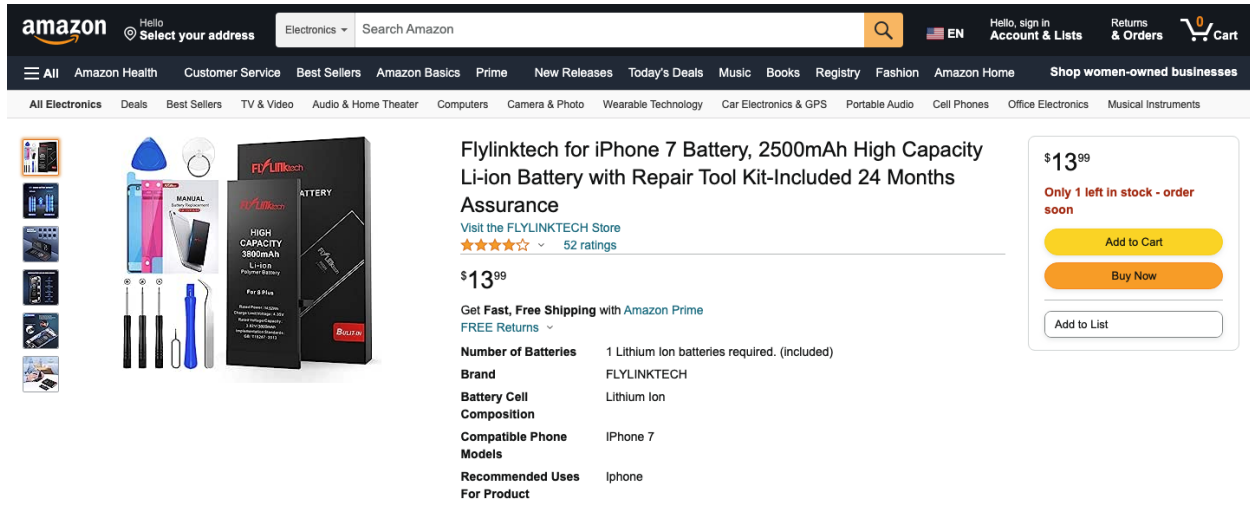 amazon
Hello
Select your address
Electronics
Search Amazon
EN
Hello, sign in
Account & Lists
Returns
& Orders
0
Cart
All
Amazon Health
Customer Service
Best Sellers
Amazon Basics
Prime
New Releases
Today's Deals
Music
Books
Registry
Fashion
Amazon Home
Shop women-owned businesses
All Electronics
Deals
Best Sellers
TV & Video
Audio & Home Theater
Computers
Camera & Photo
Wearable Technology
Car Electronics & GPS
Portable Audio
Cell Phones
Office Electronics
Musical Instruments
FLYLINKtech
BATTERY
MANUAL
Battery Replacement
FLYLINKtech
HIGH
CAPACITY
3800mAh
Li-ion
Polymer Battery
For 8 Plus
BUILT-IN
Flylinktech for iPhone 7 Battery, 2500mAh High Capacity
Li-ion Battery with Repair Tool Kit-Included 24 Months
Assurance
Visit the FLYLINKTECH Store
52 ratings
$13.99
Get Fast, Free Shipping with Amazon Prime
FREE Returns
Number of Batteries 1 Lithium Ion batteries required. (included)
Brand FLYLINKTECH
Battery Cell Lithium Ion
Composition
Compatible Phone IPhone 7
Models
Recommended Uses Iphone
For Product
$13.99
Only 1 left in stock - order
soon
Add to Cart
Buy Now
Add to List